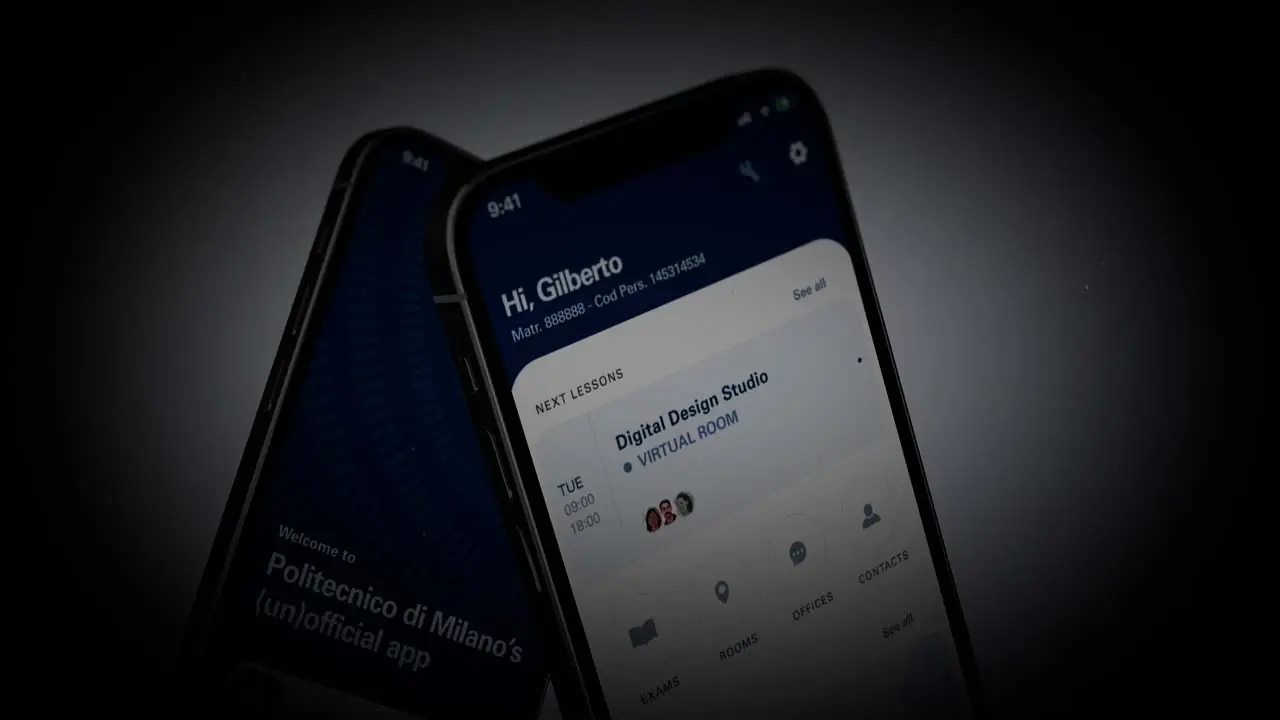 9:41
Welcome to
Politecnico di Milano's
(un)official app
9:41
Hi, Gilberto
Matr. 888888 - Cod Pers. 145314534
NEXT LESSONS
See all
TUE
09:00
18:00
Digital Design Studio
VIRTUAL ROOM
EXAMS
ROOMS
OFFICES
CONTACTS
See all